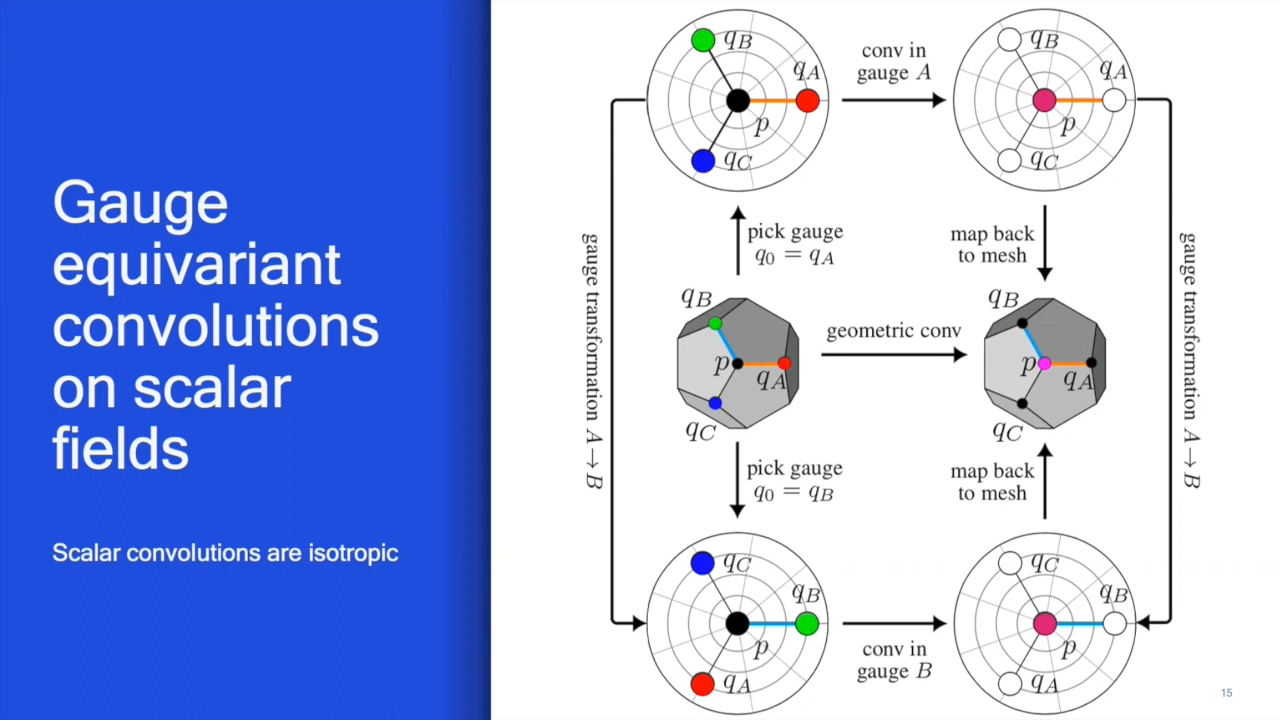 Gauge
equivariant
convolutions
on scalar
fields
Scalar convolutions are isotropic
q_B
q_A
p
q_C
conv in
gauge A
q_B
q_A
p
q_C
gauge transformation A→B
pick gauge
q_0 = q_A
map back
to mesh
gauge transformation A→B
q_B
p
q_A
q_C
geometric conv
q_B
p
q_A
q_C
pick gauge
q_0 = q_B
map back
to mesh
q_C
q_B
p
q_A
conv in
gauge B
q_C
q_B
p
q_A
15